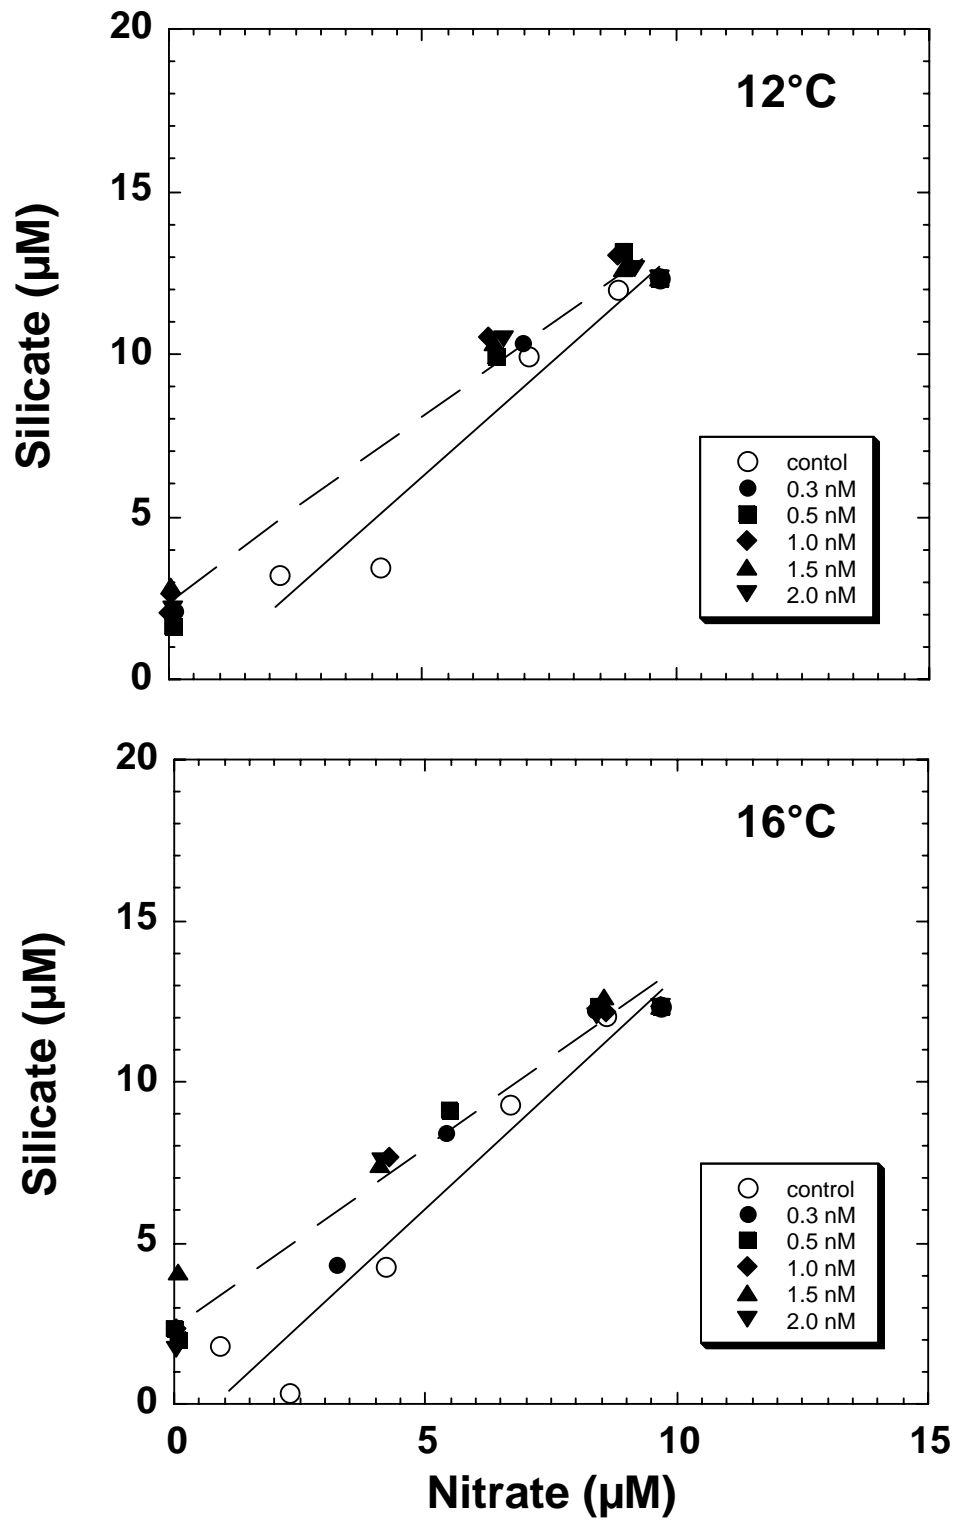 20
12°C
15
Silicate (µM)
10
contol
0.3 nM
0.5 nM
5
1.0 nM
1.5 nM
2.0 nM
0
20
16°C
15
Silicate (µM)
10
control
0.3 nM
5
0.5 nM
1.0 nM
1.5 nM
2.0 nM
0
0 5 10 15
Nitrate (µM)